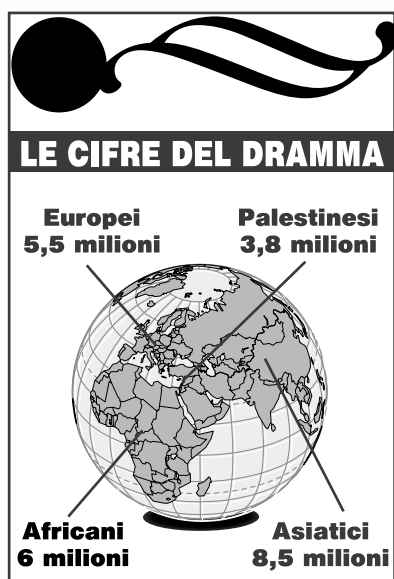 LE CIFRE DEL DRAMMA
Europei
5,5 milioni
Palestinesi
3,8 milioni
Africani
6 milioni
Asiatici
8,5 milioni